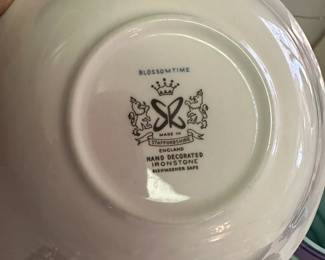 BLOSSOMTIME
MADE IN
STAFFORDSHIRE
ENGLAND
HAND DECORATED
IRONSTONE
DISHWASHER SAFE